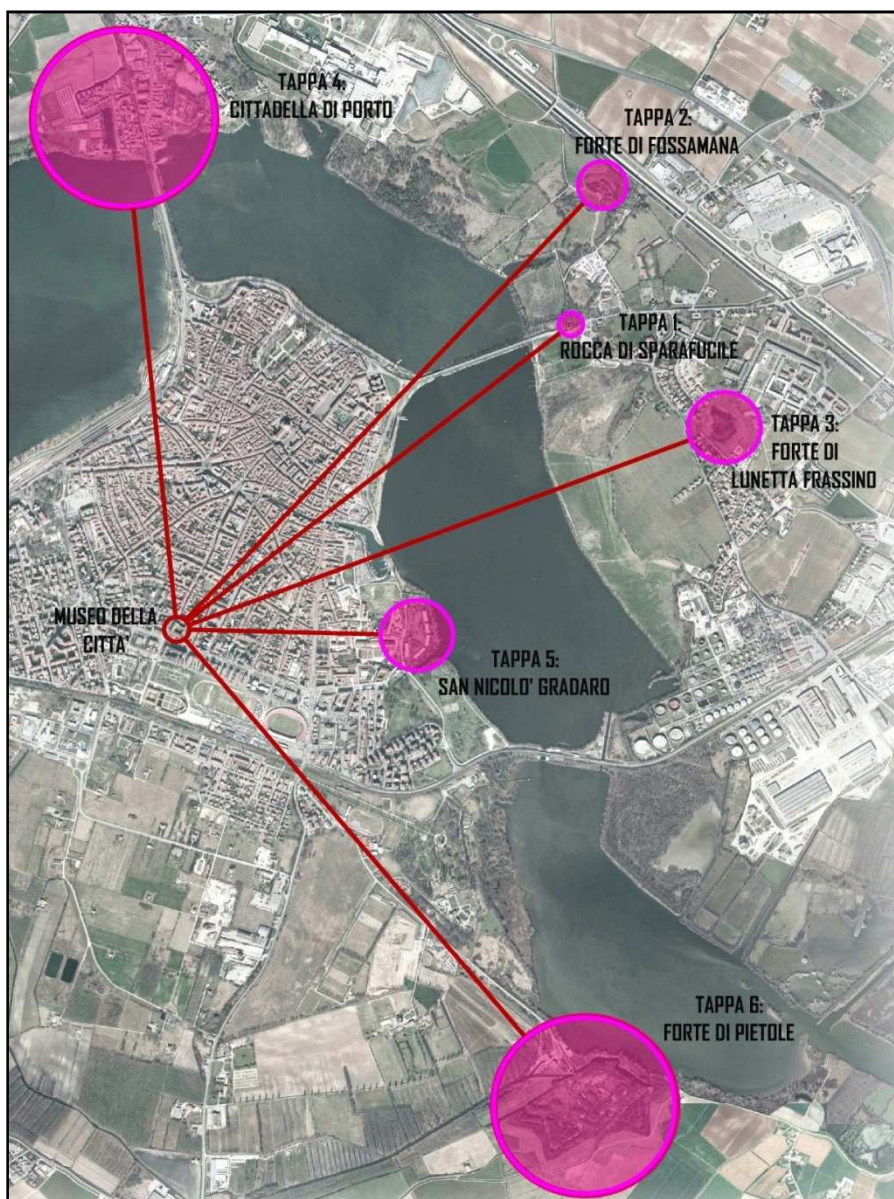 TAPPA 4:
CITTADELLA DI PORTO
TAPPA 2:
FORTE DI FOSSAMANA
TAPPA 1:
ROCCA DI SPARAFUCILE
TAPPA 3:
FORTE DI
LUNETTA FRASSINO
MUSEO DELLA
CITTA'
TAPPA 5:
SAN NICOLO' GRADARO
TAPPA 6:
FORTE DI PIETOLE